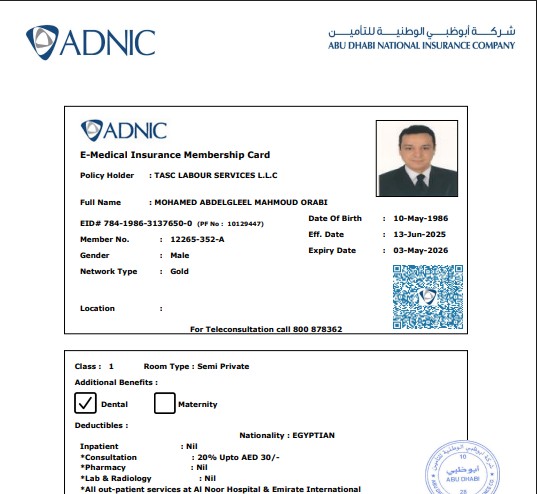 ADNIC
شركة أبوظبي الوطنية للتأمين
ABU DHABI NATIONAL INSURANCE COMPANY
ADNIC
E-Medical Insurance Membership Card
Policy Holder : TASC LABOUR SERVICES L.L.C
Full Name : MOHAMED ABDELGLEEL MAHMOUD ORABI
EID# 784-1986-3137650-0 (PF No : 10129447)
Date Of Birth : 10-May-1986
Member No. : 12265-352-A
Eff. Date : 13-Jun-2025
Gender : Male
Expiry Date : 03-May-2026
Network Type : Gold
ADNIC
Location :
For Teleconsultation call 800 878362
Class : 1 Room Type : Semi Private
Additional Benefits :
Dental Maternity
Deductibles :
Nationality : EGYPTIAN
Inpatient : Nil
*Consultation : 20% Upto AED 30/-
*Pharmacy : Nil
*Lab & Radiology : Nil
*All out-patient services at Al Noor Hospital & Emirate International
10
أبوظبي
ABU DHABI